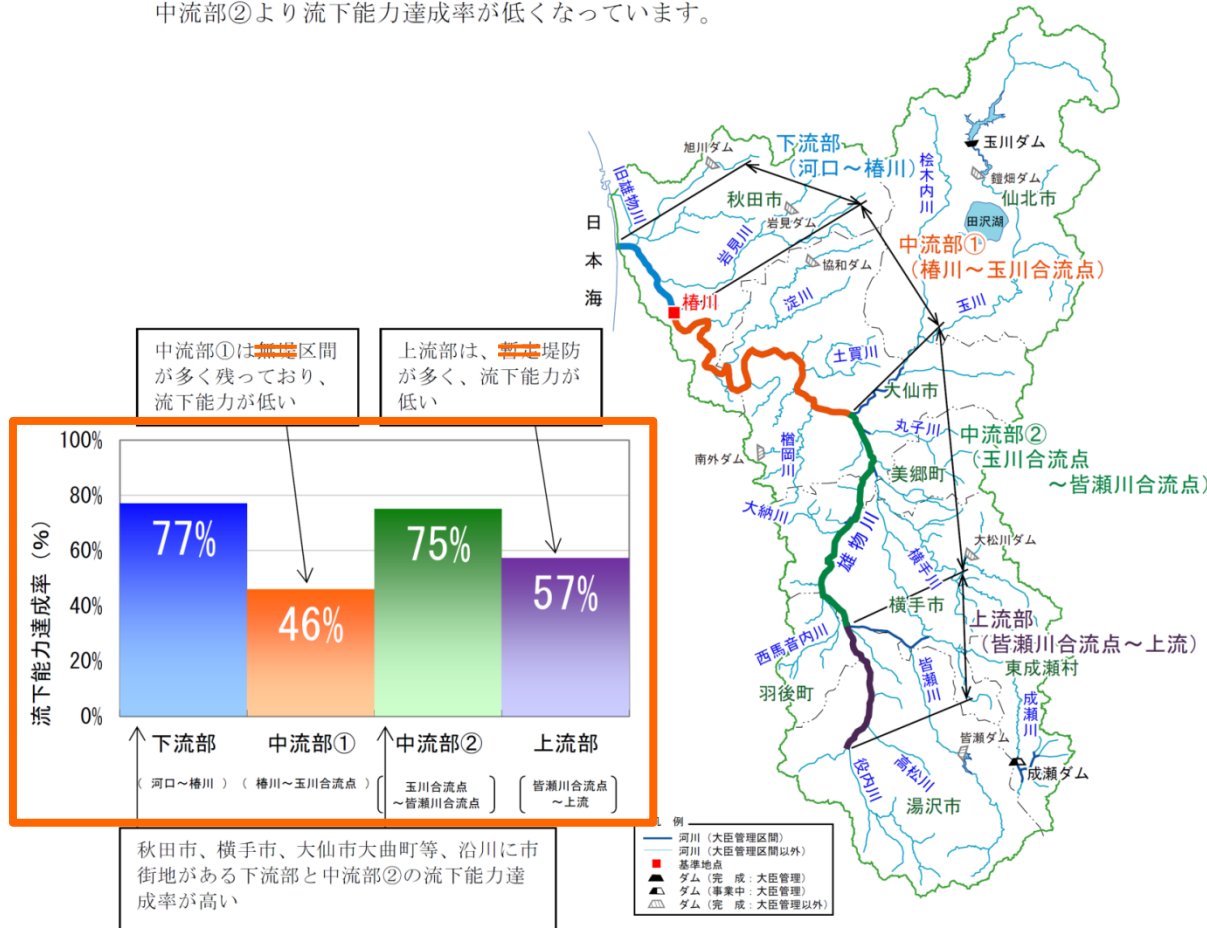 中流部②より流下能力達成率が低くなっています。
旭川ダム
下流部
（河口～椿川）
旧雄物川
秋田市
岩見ダム
岩見川
日本海
桧木内川
玉川ダム
鎧畑ダム
仙北市
田沢湖
中流部①
（椿川～玉川合流点）
協和ダム
淀川
玉川
椿川
土買川
大仙市
中流部①は無堤区間
が多く残っており、
流下能力が低い
上流部は、暫定堤防
が多く、流下能力が
低い
丸子川
中流部②
（玉川合流点
～皆瀬川合流点）
楢岡川
南外ダム
美郷町
大納川
雄物川
大松川ダム
横手川
横手市
上流部
（皆瀬川合流点～上流）
西馬音内川
東成瀬村
羽後町
皆瀬川
成瀬川
皆瀬ダム
成瀬ダム
役内川
高松川
湯沢市
流下能力達成率（%）
100%
80%
60%
40%
20%
0%
77%
46%
75%
57%
下流部 中流部① 中流部② 上流部
（河口～椿川）（椿川～玉川合流点）
玉川合流点
～皆瀬川合流点
皆瀬川合流点
～上流
秋田市、横手市、大仙市大曲町等、沿川に市
街地がある下流部と中流部②の流下能力達
成率が高い
例
河川（大臣管理区間）
河川（大臣管理区間以外）
基準地点
ダム（完　成：大臣管理）
ダム（事業中：大臣管理）
ダム（完　成：大臣管理以外）